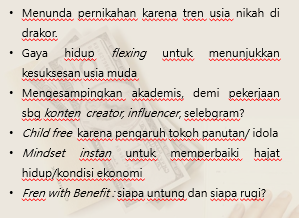 • Menunda pernikahan karena tren usia nikah di
drakor.
• Gaya hidup flexing untuk menunjukkan
kesuksesan usia muda
• Mengesampingkan akademis, demi pekerjaan
sbg konten creator, influencer, selebgram?
• Child free karena pengaruh tokoh panutan/ idola
• Mindset instan untuk memperbaiki hajat
hidup/kondisi ekonomi
• Fren with Benefit : siapa untung dan siapa rugi?